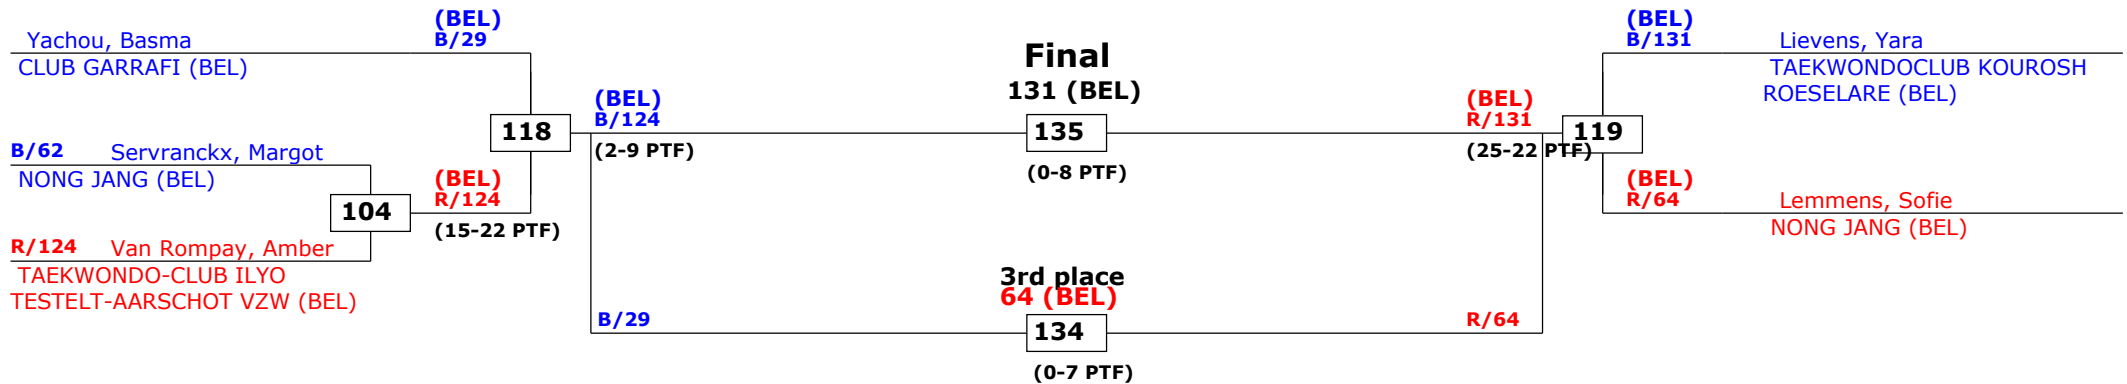 (BEL)
B/29
Yachou, Basma
CLUB GARRAFI (BEL)
B/62 Servranckx, Margot
NONG JANG (BEL)
104
R/124 Van Rompay, Amber
TAEKWONDO-CLUB ILYO
TESTELT-AARSCHOT VZW (BEL)
118
(BEL)
R/124
(15-22 PTF)
(BEL)
B/124
(2-9 PTF)
B/29
Final
131 (BEL)
135
(0-8 PTF)
3rd place
64 (BEL)
134
(0-7 PTF)
(BEL)
R/131
(25-22 PTF)
R/64
119
(BEL)
B/131
Lievens, Yara
TAEKWONDOCLUB KOUROSH
ROESELARE (BEL)
(BEL)
R/64
Lemmens, Sofie
NONG JANG (BEL)